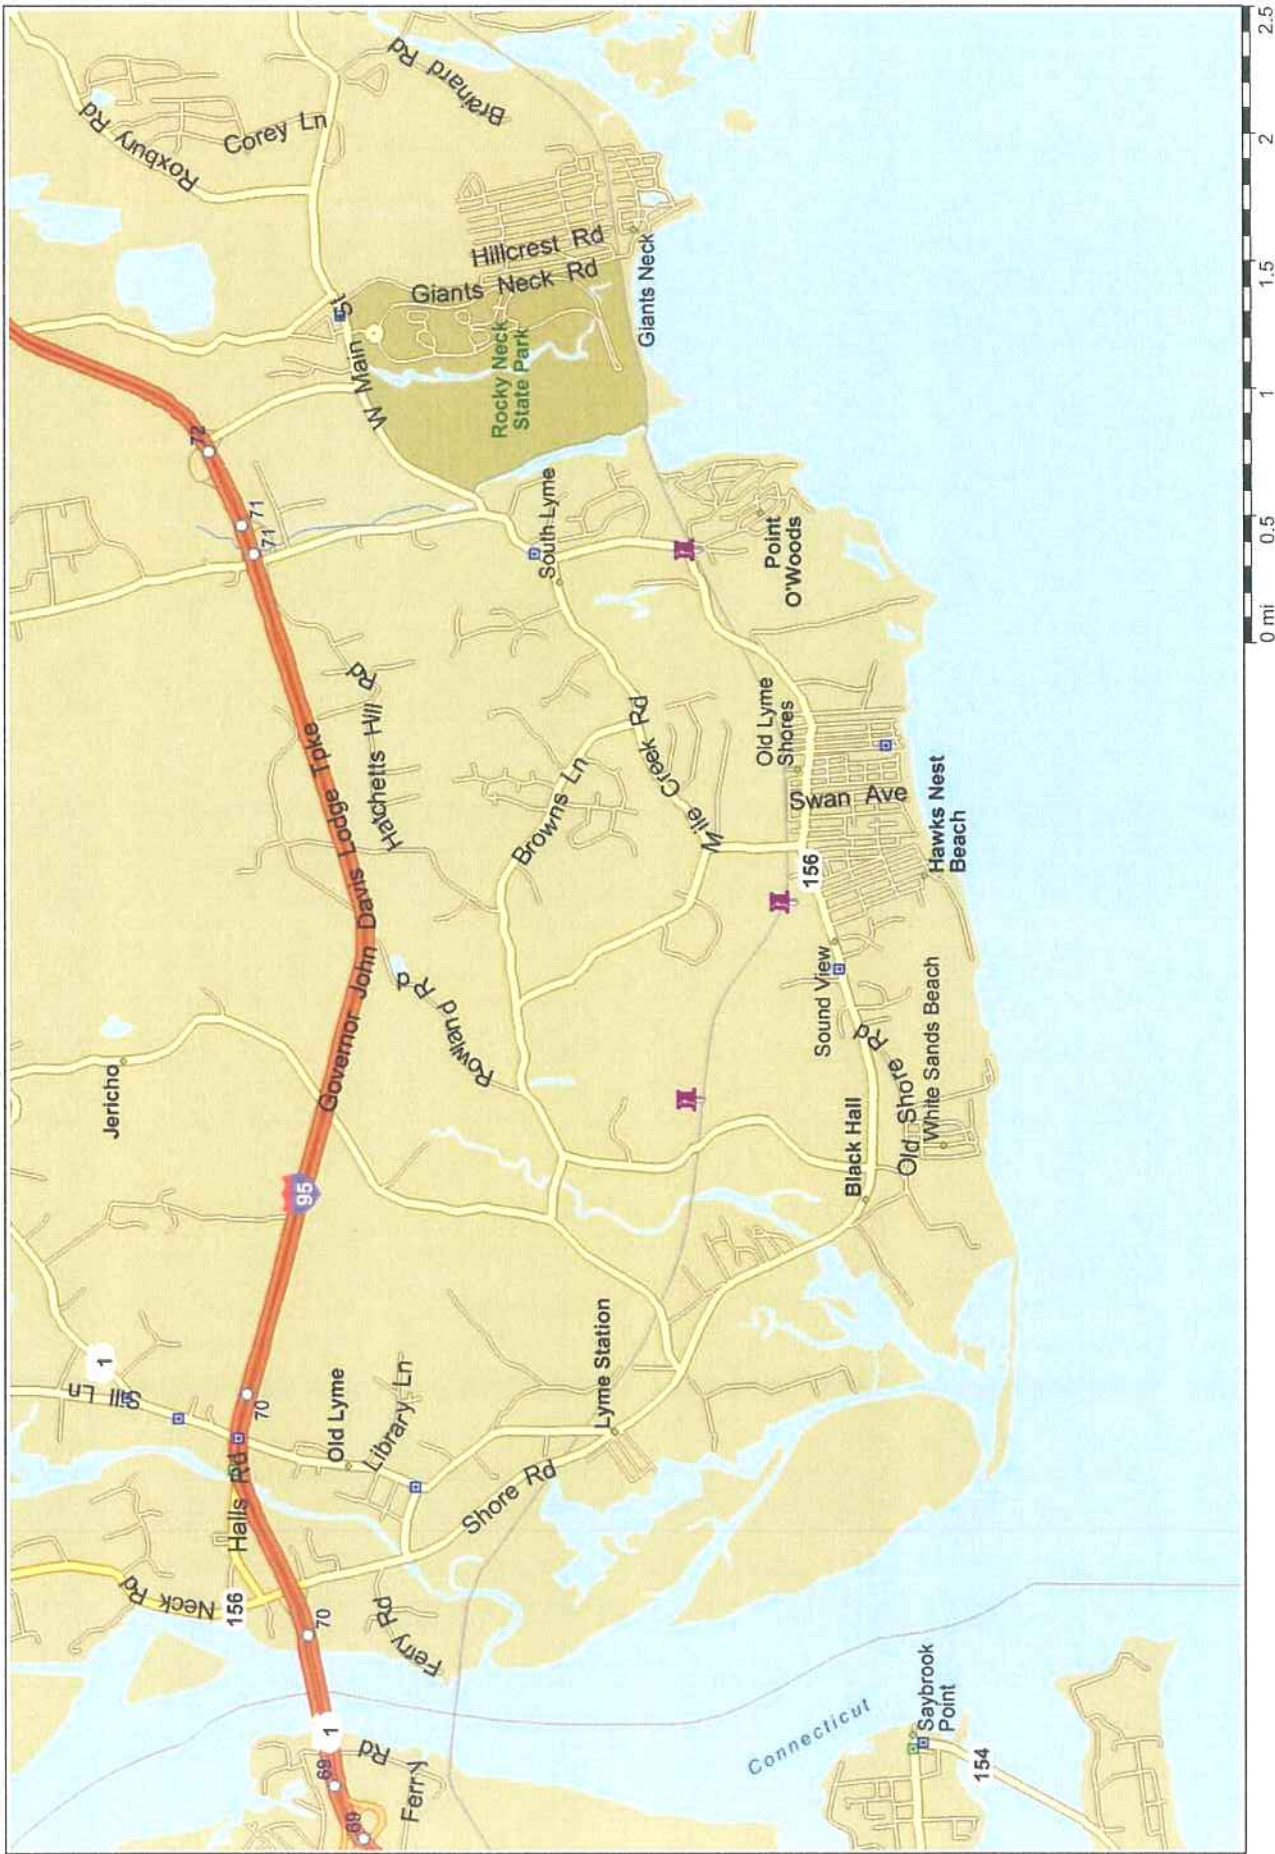 Jericho
Sill Ln
1
Halls Rd
Neck Rd
156
70
70
1
69
69
Ferry Rd
Ferry Rd
Old Lyme
Library Ln
Shore Rd
Lyme Station
95
Governor John Davis Lodge Tpke
Rowland Rd
Hatchetts Hill Rd
Browns Ln
Mile Creek Rd
71
71
72
W Main St
Roxbury Rd
Corey Ln
Brainard Rd
Hillcrest Rd
Giants Neck Rd
Rocky Neck
State Park
Giants Neck
South Lyme
Point
O'Woods
Old Lyme
Shores
Swan Ave
156
Hawks Nest
Beach
Sound View
Old Shore Rd
White Sands Beach
Black Hall
Connecticut
Saybrook
Point
154
0 mi
0.5
1
1.5
2
2.5